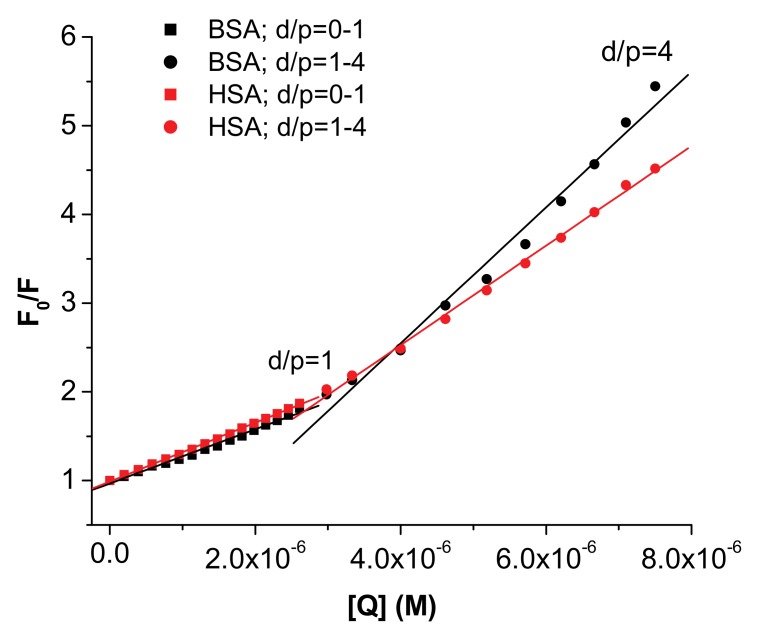 BSA; d/p=0-1
BSA; d/p=1-4
HSA; d/p=0-1
HSA; d/p=1-4
d/p=4
d/p=1
6
5
4
3
2
1
F₀/F
0.0 2.0x10⁻⁶ 4.0x10⁻⁶ 6.0x10⁻⁶ 8.0x10⁻⁶
[Q] (M)